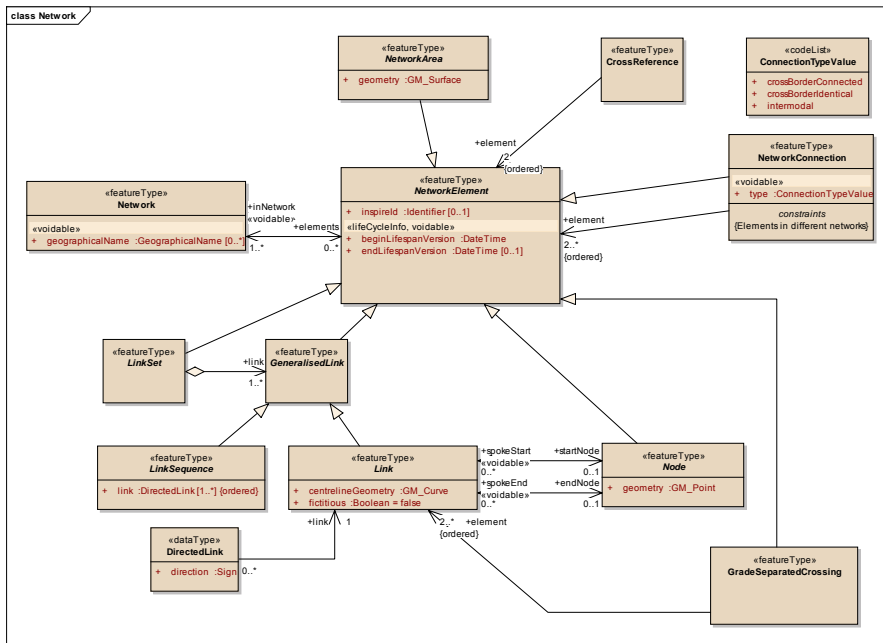 class Network
«featureType»
NetworkArea
+ geometry :GM_Surface
«featureType»
CrossReference
«codeList»
ConnectionTypeValue
+ crossBorderConnected
+ crossBorderIdentical
+ intermodal
+element
2
{ordered}
«featureType»
NetworkConnection
«voidable»
+ type :ConnectionTypeValue
constraints
{Elements in different networks}
«featureType»
Network
«voidable»
+ geographicalName :GeographicalName [0..*]
+inNetwork
«voidable»
+elements
1..*
0..*
«featureType»
NetworkElement
+ inspireId :Identifier [0..1]
«lifeCycleInfo, voidable»
+ beginLifespanVersion :DateTime
+ endLifespanVersion :DateTime [0..1]
+element
2..*
{ordered}
«featureType»
LinkSet
+link
1..*
«featureType»
GeneralisedLink
«featureType»
LinkSequence
+ link :DirectedLink [1..*] {ordered}
«featureType»
Link
+ centrelineGeometry :GM_Curve
+ fictitious :Boolean = false
+spokeStart
«voidable»
0..*
+startNode
0..1
+spokeEnd
«voidable»
0..*
+endNode
0..1
«featureType»
Node
+ geometry :GM_Point
+link 1
2..* +element
{ordered}
«dataType»
DirectedLink
+ direction :Sign
0..*
«featureType»
GradeSeparatedCrossing